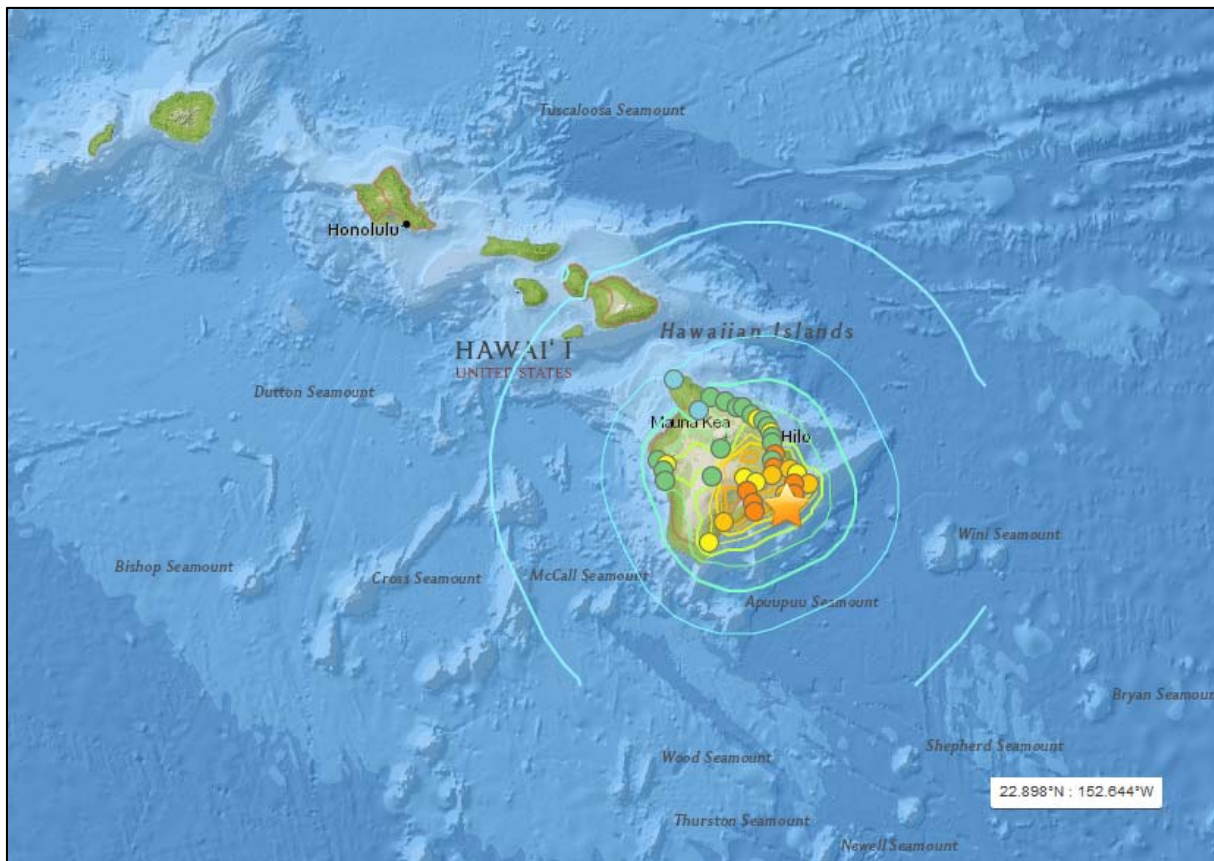 Tuscaloosa Seamount
Honolulu
Hawaiian Islands
HAWAI‘I
UNITED STATES
Dutton Seamount
Mauna Kea
Hilo
Wini Seamount
Bishop Seamount
Cross Seamount
McCall Seamount
Apuupuu Seamount
Bryan Seamoun
Shepherd Seamount
Wood Seamount
22.898°N : 152.644°W
Thurston Seamount
Newell Seamount